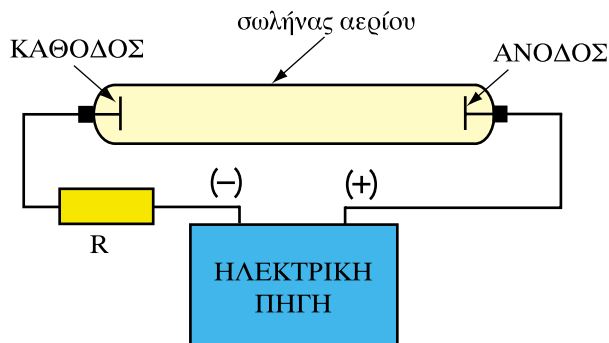 σωλήνας αερίου
ΚΑΘΟΔΟΣ
ΑΝΟΔΟΣ
(−)
(+)
R
ΗΛΕΚΤΡΙΚΗ
ΠΗΓΗ